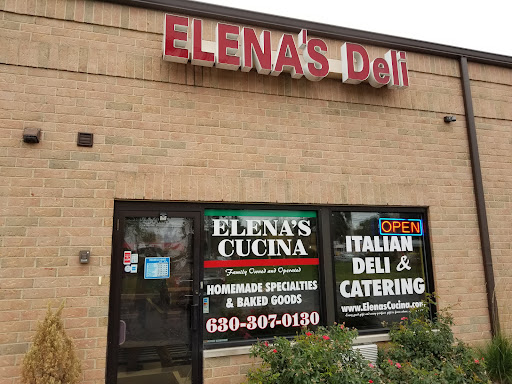 ELENA'S Deli
ELENA'S
CUCINA
Family Owned and Operated
HOMEMADE SPECIALTIES
& BAKED GOODS
630-307-0130
OPEN
ITALIAN
DELI &
CATERING
www.ElenasCucina.com